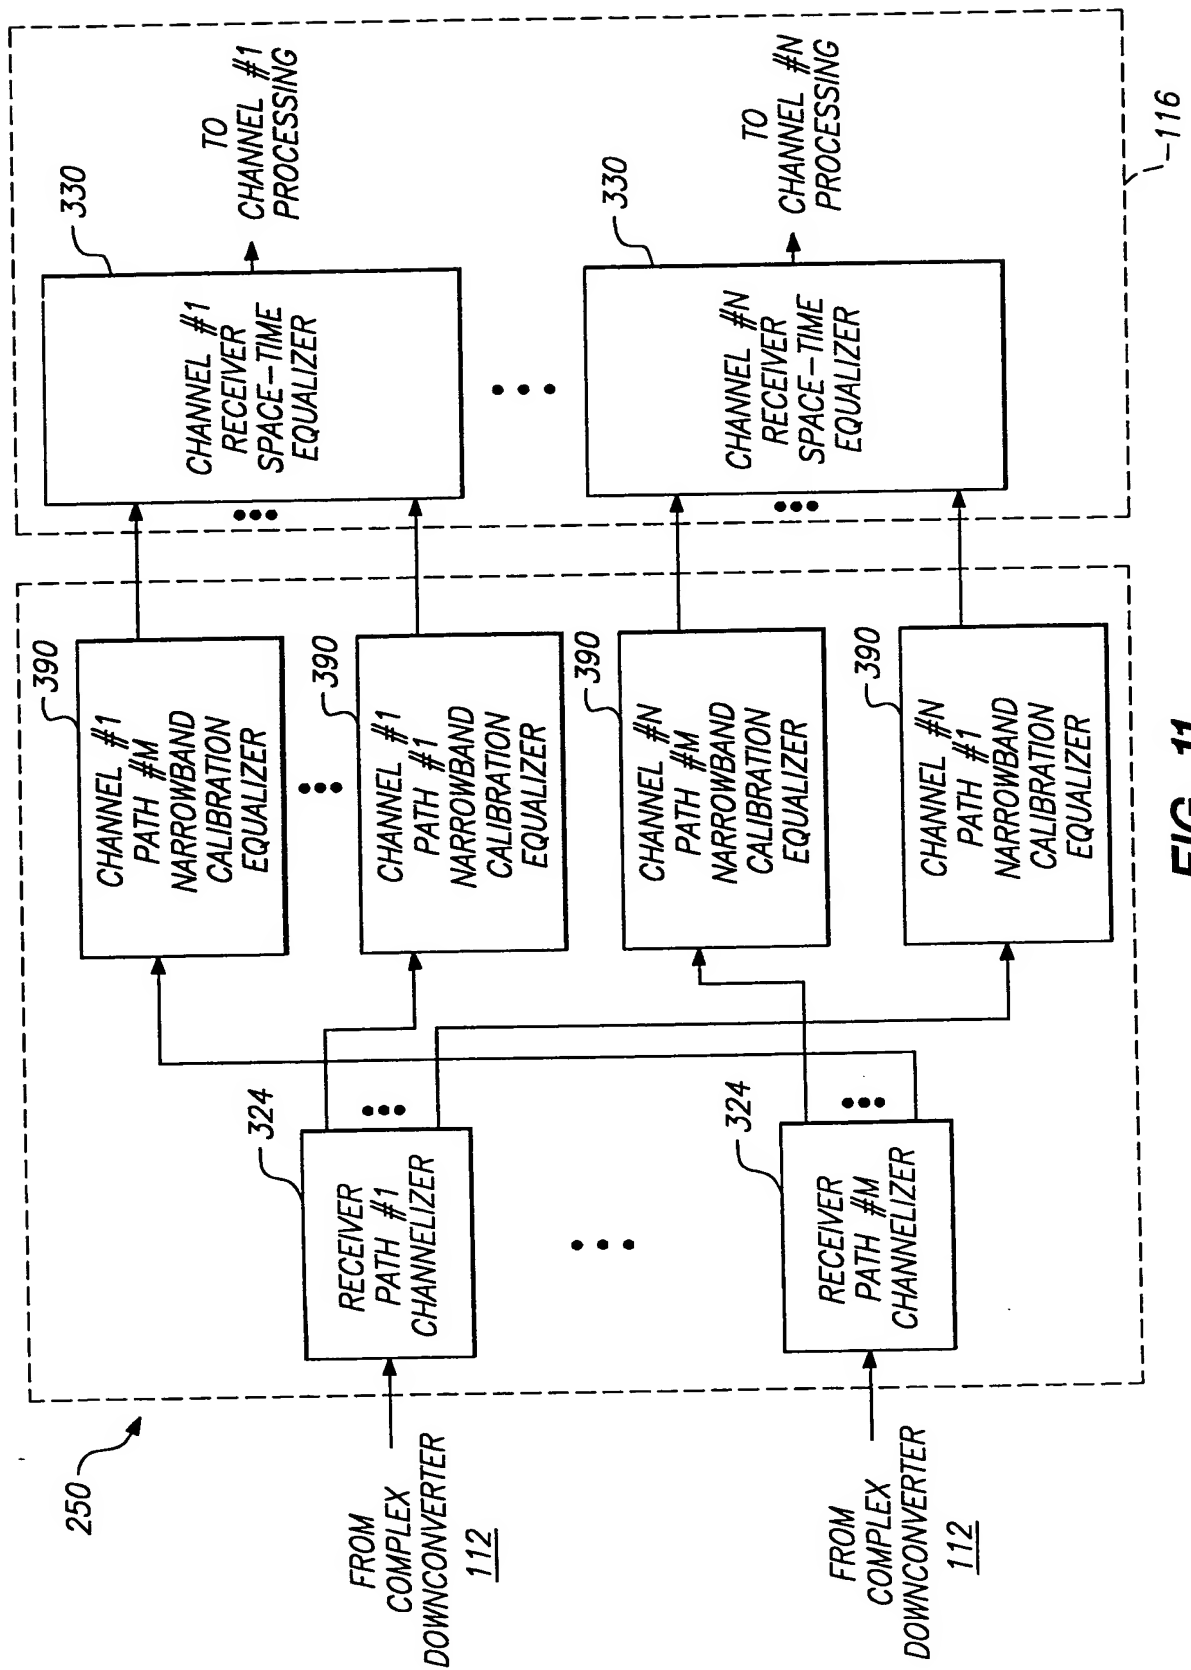 250
FROM
COMPLEX
DOWNCONVERTER
112
FROM
COMPLEX
DOWNCONVERTER
112
324
RECEIVER
PATH #1
CHANNELIZER
324
RECEIVER
PATH #M
CHANNELIZER
390
CHANNEL #1
PATH #M
NARROWBAND
CALIBRATION
EQUALIZER
390
CHANNEL #1
PATH #1
NARROWBAND
CALIBRATION
EQUALIZER
390
CHANNEL #N
PATH #M
NARROWBAND
CALIBRATION
EQUALIZER
390
CHANNEL #N
PATH #1
NARROWBAND
CALIBRATION
EQUALIZER
330
CHANNEL #1
RECEIVER
SPACE-TIME
EQUALIZER
330
CHANNEL #N
RECEIVER
SPACE-TIME
EQUALIZER
TO
CHANNEL #1
PROCESSING
TO
CHANNEL #N
PROCESSING
116
FIG. 11